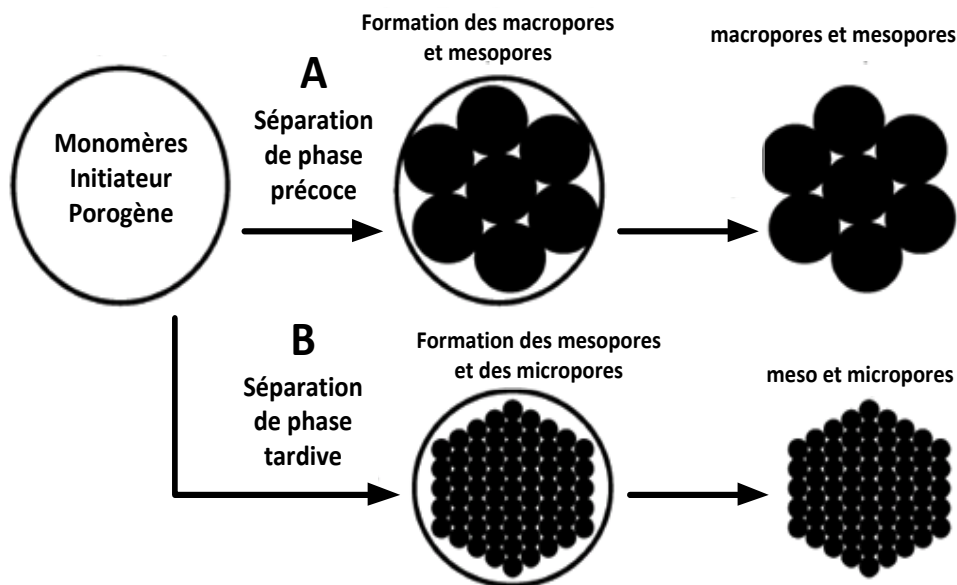 Monomères
Initiateur
Porogène
A
Séparation
de phase
précoce
Formation des macropores
et mesopores
macropores et mesopores
B
Séparation
de phase
tardive
Formation des mesopores
et des micropores
meso et micropores